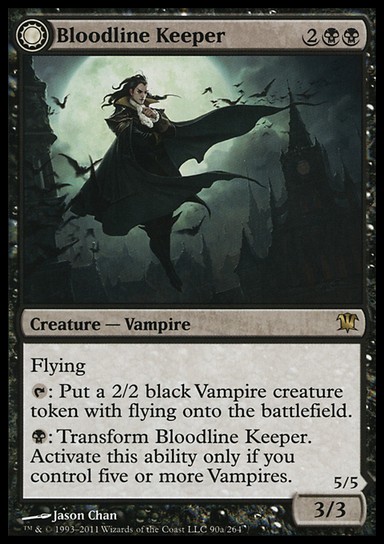 Bloodline Keeper 2
Creature — Vampire
Flying
: Put a 2/2 black Vampire creature
token with flying onto the battlefield.
: Transform Bloodline Keeper.
Activate this ability only if you
control five or more Vampires.
5/5
3/3
Jason Chan
™ & © 1993–2011 Wizards of the Coast LLC 90a/264